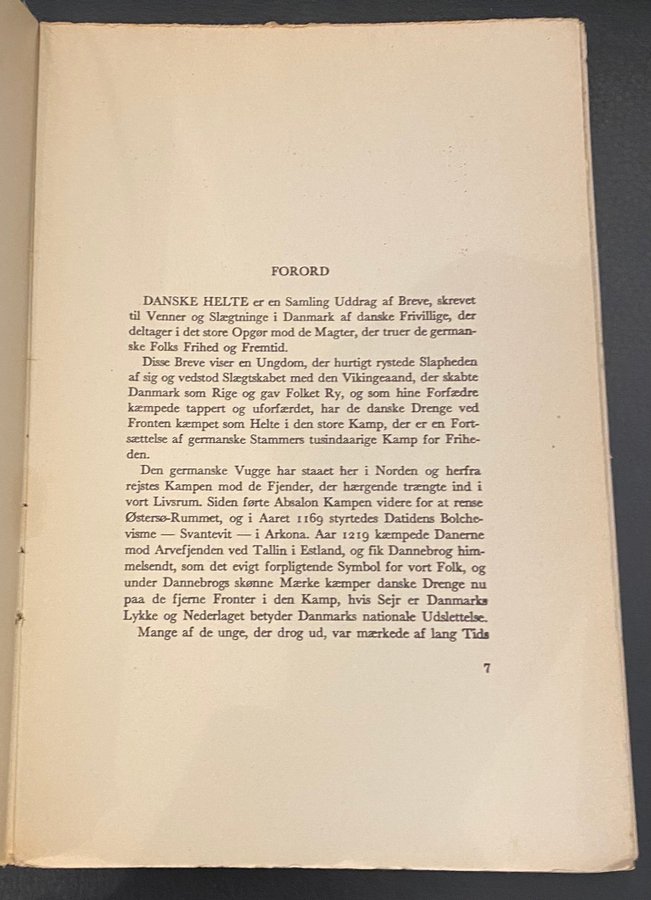 FORORD
DANSKE HELTE er en Samling Uddrag af Breve, skrevet
til Venner og Slægtninge i Danmark af danske Frivillige, der
deltager i det store Opgør mod de Magter, der truer de german-
ske Folks Frihed og Fremtid.
Disse Breve viser en Ungdom, der hurtigt rystede Slapheden
af sig og vedstod Slægtskabet med den Vikingeaand, der skabte
Danmark som Rige og gav Folket Ry, og som hine Forfædre
kæmpede tappert og uforfærdet, har de danske Drenge ved
Fronten kæmpet som Helte i den store Kamp, der er en Fort-
sættelse af germanske Stammers tusindaarige Kamp for Frihe-
den.
Den germanske Vugge har staaet her i Norden og herfra
rejstes Kampen mod de Fjender, der hærgende trængte ind i
vort Livsrum. Siden førte Absalon Kampen videre for at rense
Østersø-Rummet, og i Aaret 1169 styrtedes Datidens Bolche-
visme — Svantevit — i Arkona. Aar 1219 kæmpede Danerne
mod Arvefjenden ved Tallin i Estland, og fik Dannebrog him-
melsendt, som det evigt forpligtende Symbol for vort Folk, og
under Dannebrogs skønne Mærke kæmper danske Drenge nu
paa de fjerne Fronter i den Kamp, hvis Sejr er Danmarks
Lykke og Nederlaget betyder Danmarks nationale Udslettelse.
Mange af de unge, der drog ud, var mærkede af lang Tids
7